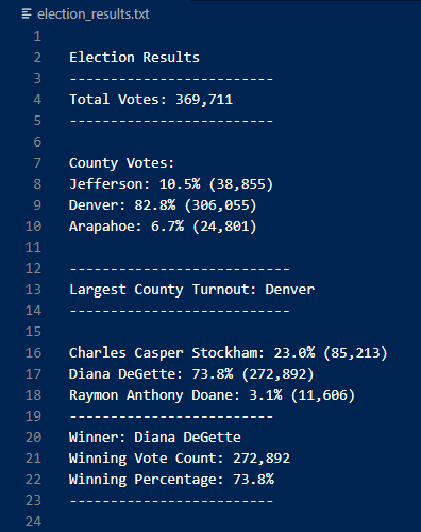 election_results.txt
1
2 Election Results
3 -------------------------
4 Total Votes: 369,711
5 -------------------------
6
7 County Votes:
8 Jefferson: 10.5% (38,855)
9 Denver: 82.8% (306,055)
10 Arapahoe: 6.7% (24,801)
11
12 ---------------------------
13 Largest County Turnout: Denver
14 ---------------------------
15
16 Charles Casper Stockham: 23.0% (85,213)
17 Diana DeGette: 73.8% (272,892)
18 Raymon Anthony Doane: 3.1% (11,606)
19 -------------------------
20 Winner: Diana DeGette
21 Winning Vote Count: 272,892
22 Winning Percentage: 73.8%
23 -------------------------
24